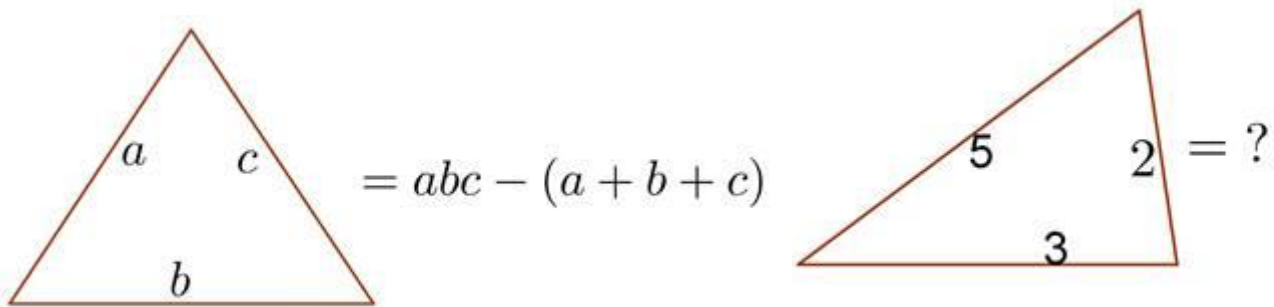 a
c
b
= abc − (a + b + c)
5
2
3
= ?